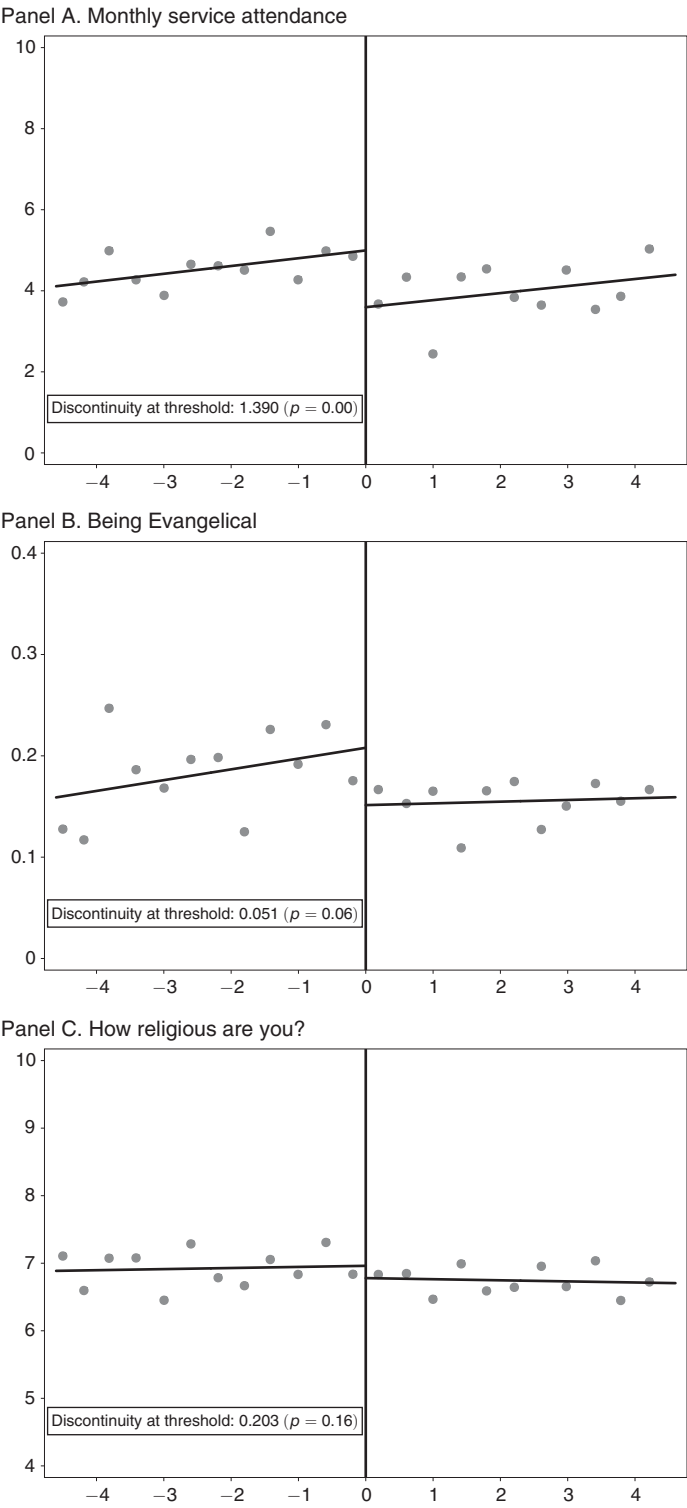 Panel A. Monthly service attendance
10
8
6
4
2
0
Discontinuity at threshold: 1.390 (p = 0.00)
−4 −3 −2 −1 0 1 2 3 4
Panel B. Being Evangelical
0.4
0.3
0.2
0.1
0
Discontinuity at threshold: 0.051 (p = 0.06)
−4 −3 −2 −1 0 1 2 3 4
Panel C. How religious are you?
10
9
8
7
6
5
4
Discontinuity at threshold: 0.203 (p = 0.16)
−4 −3 −2 −1 0 1 2 3 4